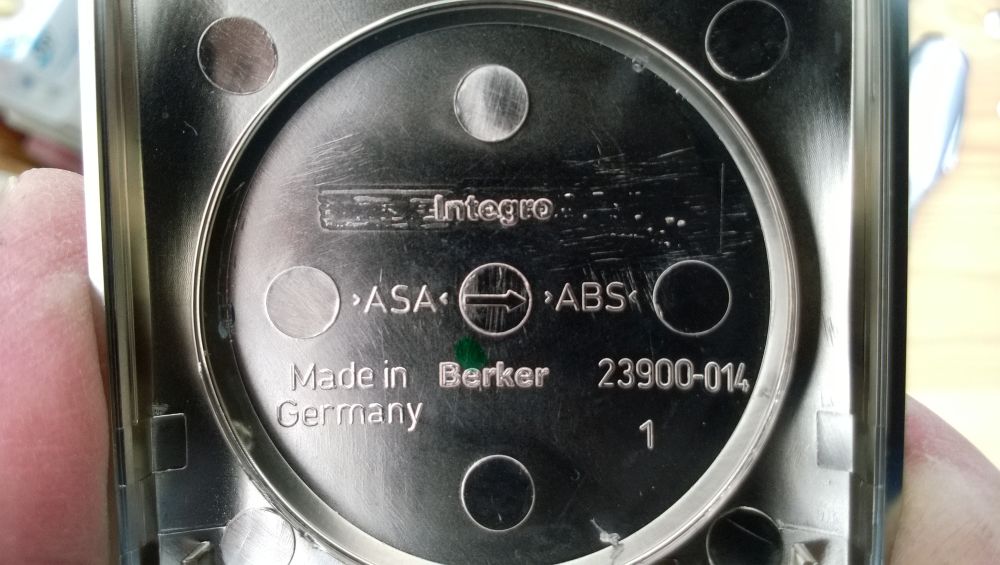 Integro
>ASA< >ABS<
Made in Berker 23900-014
Germany
1